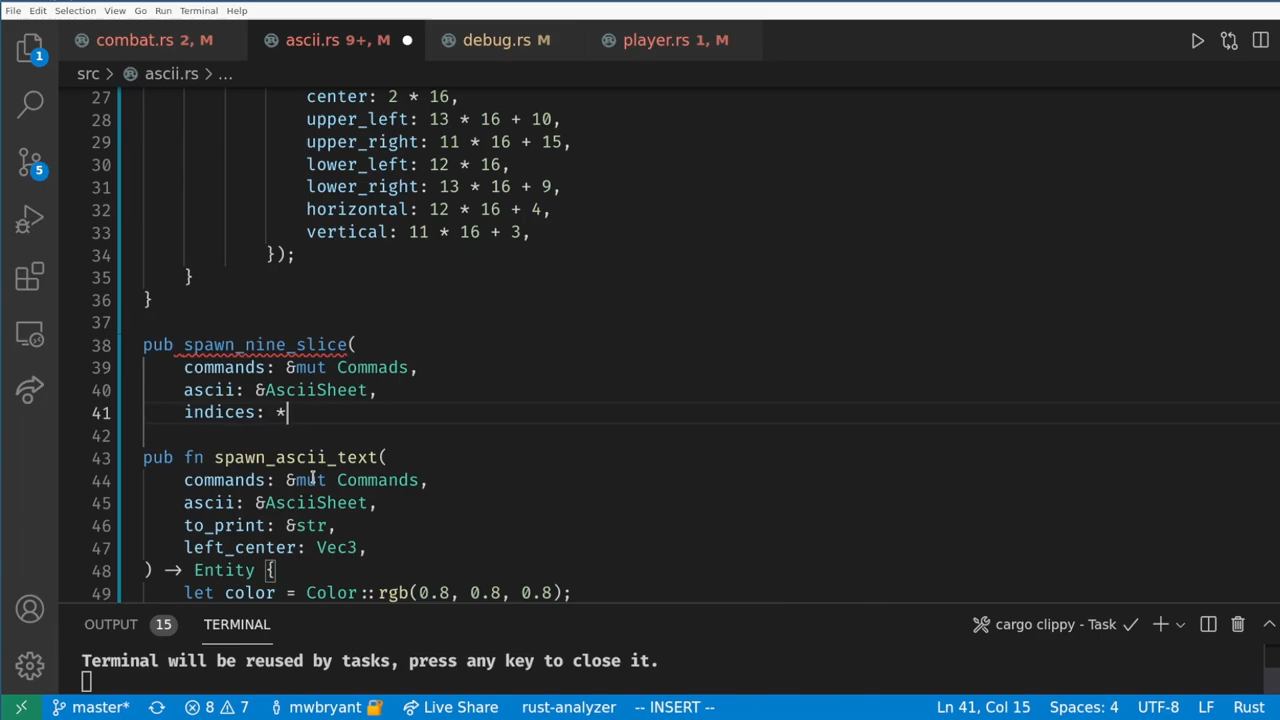 File Edit Selection View Go Run Terminal Help
combat.rs 2, M ascii.rs 9+, M debug.rs M player.rs 1, M
src > ascii.rs > ...
27 center: 2 * 16,
28 upper_left: 13 * 16 + 10,
29 upper_right: 11 * 16 + 15,
30 lower_left: 12 * 16,
31 lower_right: 13 * 16 + 9,
32 horizontal: 12 * 16 + 4,
33 vertical: 11 * 16 + 3,
34 });
35 }
36 }
37
38 pub spawn_nine_slice(
39 commands: &mut Commads,
40 ascii: &AsciiSheet,
41 indices: *
42
43 pub fn spawn_ascii_text(
44 commands: &mut Commands,
45 ascii: &AsciiSheet,
46 to_print: &str,
47 left_center: Vec3,
48 ) -> Entity {
49 let color = Color::rgb(0.8, 0.8, 0.8);
OUTPUT 15 TERMINAL cargo clippy - Task
Terminal will be reused by tasks, press any key to close it.
master* 8 7 mwbryant Live Share rust-analyzer -- INSERT -- Ln 41, Col 15 Spaces: 4 UTF-8 LF Rust
1
5